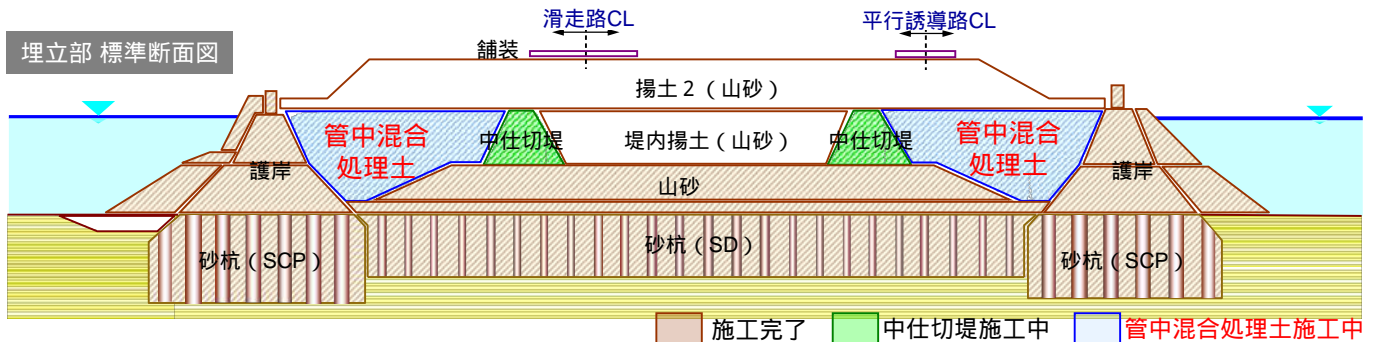 滑走路CL
平行誘導路CL
埋立部 標準断面図
舗装
揚土2(山砂)
管中混合
処理土
中仕切堤
堤内揚土(山砂)
中仕切堤
管中混合
処理土
護岸
山砂
護岸
砂杭(SCP)
砂杭(SD)
砂杭(SCP)
施工完了
中仕切堤施工中
管中混合処理土施工中